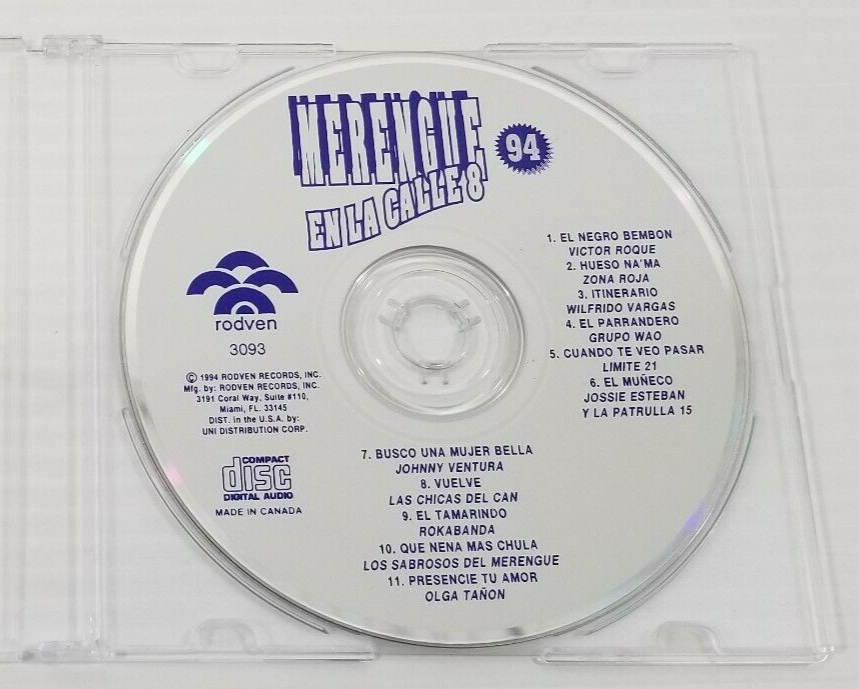 MERENGUE
94
EN LA CALLE 8
rodven
3093
© 1994 RODVEN RECORDS, INC.
Mfg. by: RODVEN RECORDS, INC.
3191 Coral Way, Suite #110,
Miami, FL. 33145
DIST. in the U.S.A. by:
UNI DISTRIBUTION CORP.
COMPACT
disc
DIGITAL AUDIO
MADE IN CANADA
1. EL NEGRO BEMBON
VICTOR ROQUE
2. HUESO NA'MA
ZONA ROJA
3. ITINERARIO
WILFRIDO VARGAS
4. EL PARRANDERO
GRUPO WAO
5. CUANDO TE VEO PASAR
LIMITE 21
6. EL MUÑECO
JOSSIE ESTEBAN
Y LA PATRULLA 15
7. BUSCO UNA MUJER BELLA
JOHNNY VENTURA
8. VUELVE
LAS CHICAS DEL CAN
9. EL TAMARINDO
ROKABANDA
10. QUE NENA MAS CHULA
LOS SABROSOS DEL MERENGUE
11. PRESENCIE TU AMOR
OLGA TAÑON